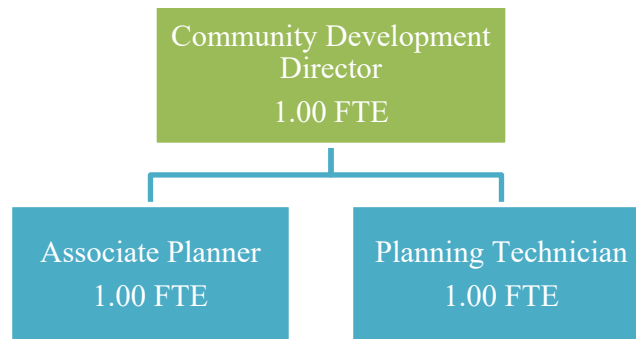 Community Development
Director
1.00 FTE
Associate Planner
1.00 FTE
Planning Technician
1.00 FTE